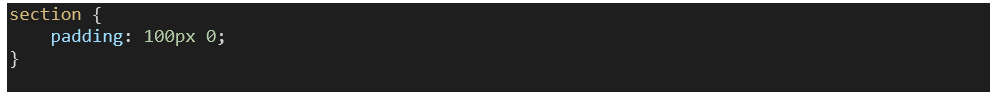 section {
    padding: 100px 0;
}